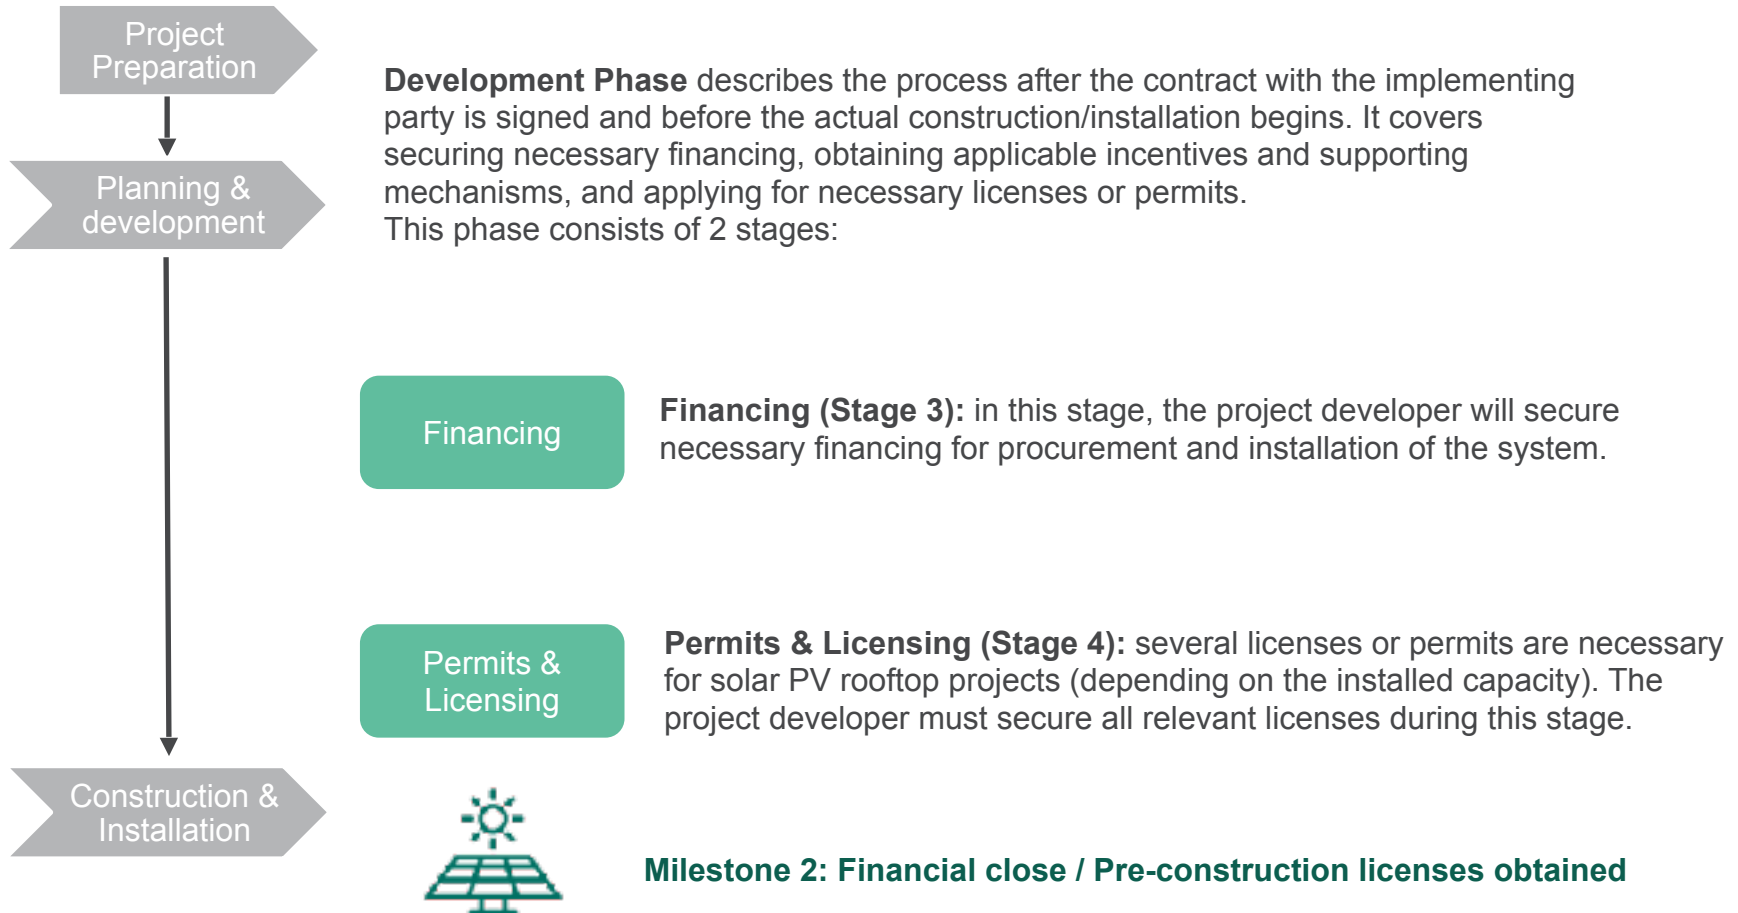 Project
Preparation
Development Phase describes the process after the contract with the implementing
party is signed and before the actual construction/installation begins. It covers
securing necessary financing, obtaining applicable incentives and supporting
mechanisms, and applying for necessary licenses or permits.
This phase consists of 2 stages:
Planning &
development
Financing
Financing (Stage 3): in this stage, the project developer will secure
necessary financing for procurement and installation of the system.
Permits &
Licensing
Permits & Licensing (Stage 4): several licenses or permits are necessary
for solar PV rooftop projects (depending on the installed capacity). The
project developer must secure all relevant licenses during this stage.
Construction &
Installation
Milestone 2: Financial close / Pre-construction licenses obtained